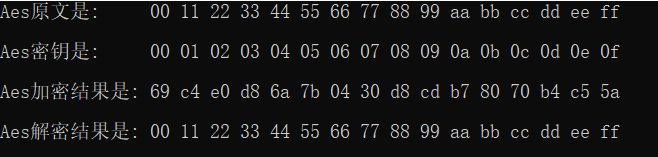 Aes原文是: 00 11 22 33 44 55 66 77 88 99 aa bb cc dd ee ff
Aes密钥是: 00 01 02 03 04 05 06 07 08 09 0a 0b 0c 0d 0e 0f
Aes加密结果是: 69 c4 e0 d8 6a 7b 04 30 d8 cd b7 80 70 b4 c5 5a
Aes解密结果是: 00 11 22 33 44 55 66 77 88 99 aa bb cc dd ee ff